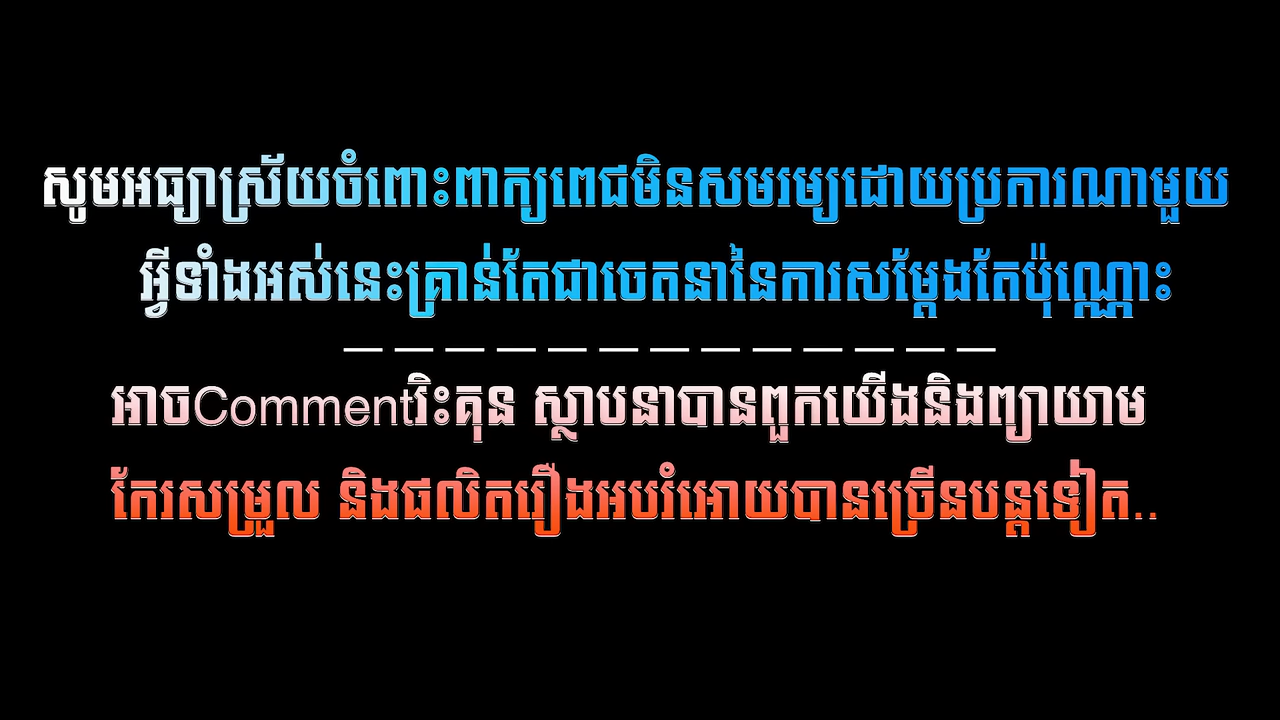 សូមអធ្យាស្រ័យចំពោះពាក្យពេជមិនសមរម្យដោយប្រការណាមួយ
អ្វីទាំងអស់នេះគ្រាន់តែជាចេតនានៃការសម្ដែងតែប៉ុណ្ណោះ
_ _ _ _ _ _ _ _ _ _ _ _ _
អាចCommentរិះគុន ស្ថាបនាបានពួកយើងនិងព្យាយាម
កែរសម្រួល និងផលិតរឿងអបរំអោយបានច្រើនបន្តទៀត..